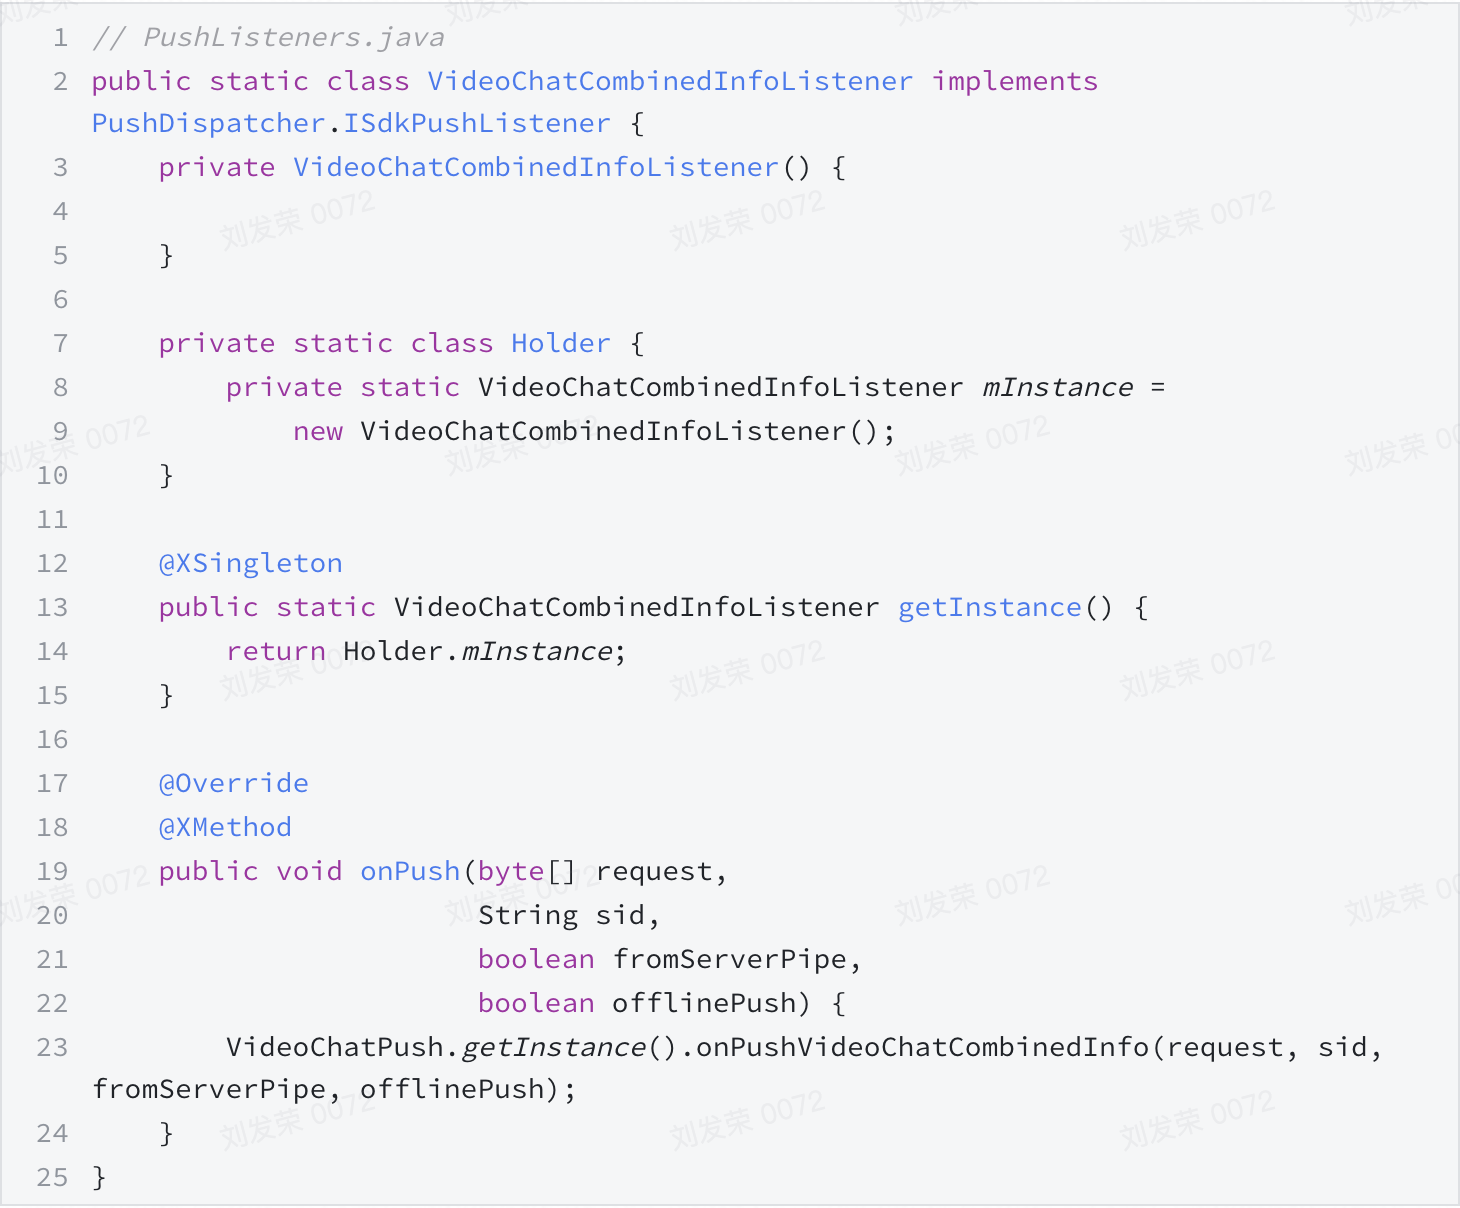 1 // PushListeners.java
2 public static class VideoChatCombinedInfoListener implements
PushDispatcher.ISdkPushListener {
3     private VideoChatCombinedInfoListener() {
4
5     }
6
7     private static class Holder {
8         private static VideoChatCombinedInfoListener mInstance =
9             new VideoChatCombinedInfoListener();
10     }
11
12     @XSingleton
13     public static VideoChatCombinedInfoListener getInstance() {
14         return Holder.mInstance;
15     }
16
17     @Override
18     @XMethod
19     public void onPush(byte[] request,
20                        String sid,
21                        boolean fromServerPipe,
22                        boolean offlinePush) {
23         VideoChatPush.getInstance().onPushVideoChatCombinedInfo(request, sid,
fromServerPipe, offlinePush);
24     }
25 }
刘发荣 0072